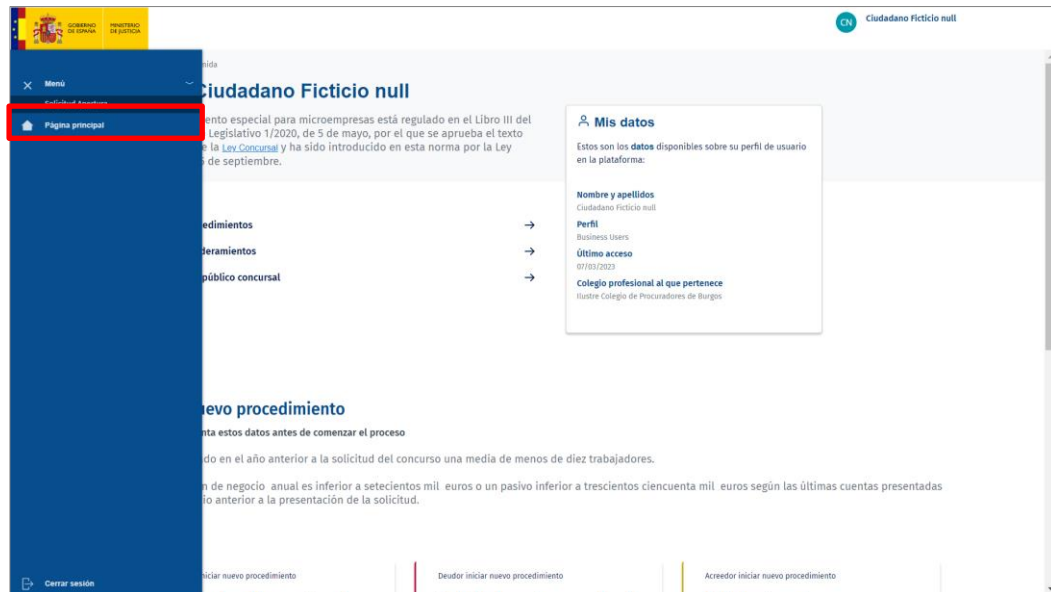 GOBIERNO DE ESPAÑA
MINISTERIO DE JUSTICIA
CN
Ciudadano Ficticio null
Menú
Página principal
Cerrar sesión
Ciudadano Ficticio null
especial para microempresas está regulado en el Libro III del
Legislativo 1/2020, de 5 de mayo, por el que se aprueba el texto
la Ley Concursal y ha sido introducido en esta norma por la Ley
de septiembre.
público concursal
Mis datos
Estos son los datos disponibles sobre su perfil de usuario
en la plataforma:
Nombre y apellidos
Ciudadano Ficticio null
Perfil
Business Users
Último acceso
07/03/2023
Colegio profesional al que pertenece
Ilustre Colegio de Procuradores de Burgos
procedimiento
estos datos antes de comenzar el proceso
en el año anterior a la solicitud del concurso una media de menos de diez trabajadores.
de negocio anual es inferior a setecientos mil euros o un pasivo inferior a trescientos ciencuenta mil euros según las últimas cuentas presentadas
anterior a la presentación de la solicitud.
iniciar nuevo procedimiento
Deudor iniciar nuevo procedimiento
Acreedor iniciar nuevo procedimiento